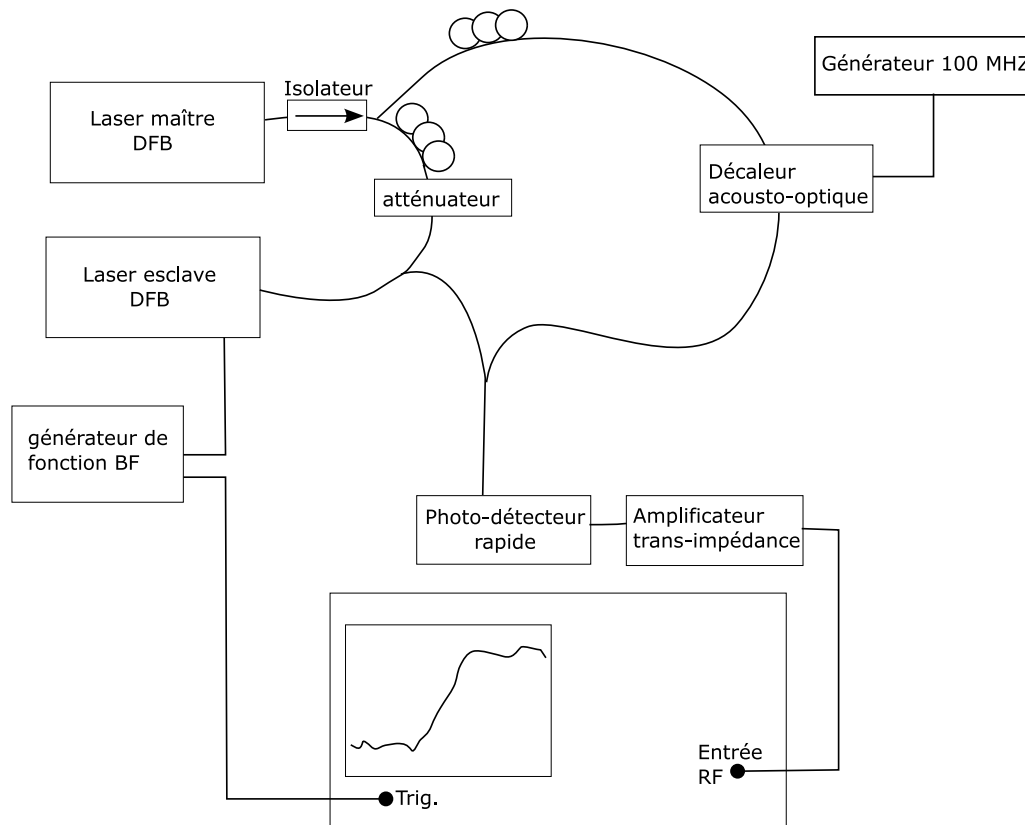 Générateur 100 MHZ
Isolateur
Laser maître
DFB
Décaleur
acousto-optique
atténuateur
Laser esclave
DFB
générateur de
fonction BF
Photo-détecteur
rapide
Amplificateur
trans-impédance
Entrée
RF
Trig.